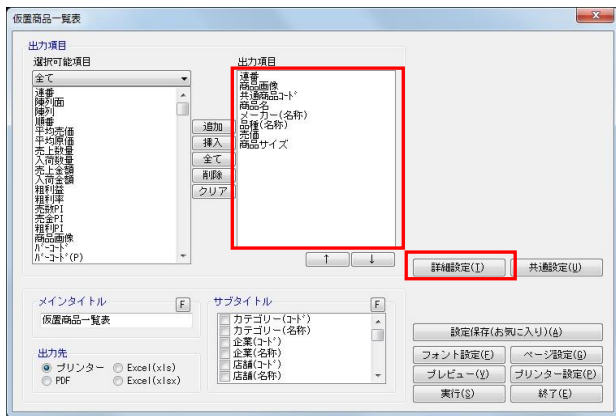 仮置商品一覧表
出力項目
選択可能項目
全て
連番
陳列面
陳列
順番
平均売価
平均原価
売上数量
入荷数量
売上金額
入荷金額
粗利益
粗利率
売数PI
売金PI
粗利PI
商品画像
バーコード
バーコード(P)
追加
挿入
全て
削除
クリア
出力項目
連番
商品画像
共通商品コード
商品名
メーカー(名称)
品種(名称)
売価
商品サイズ
↑
↓
詳細設定(T)
共通設定(U)
メインタイトル
F
仮置商品一覧表
サブタイトル
F
カテゴリー(コード)
カテゴリー(名称)
企業(コード)
企業(名称)
店舗(コード)
店舗(名称)
出力先
プリンター
Excel(xls)
PDF
Excel(xlsx)
設定保存(お気に入り)(A)
フォント設定(F)
ページ設定(G)
プレビュー(V)
プリンター設定(P)
実行(S)
終了(E)